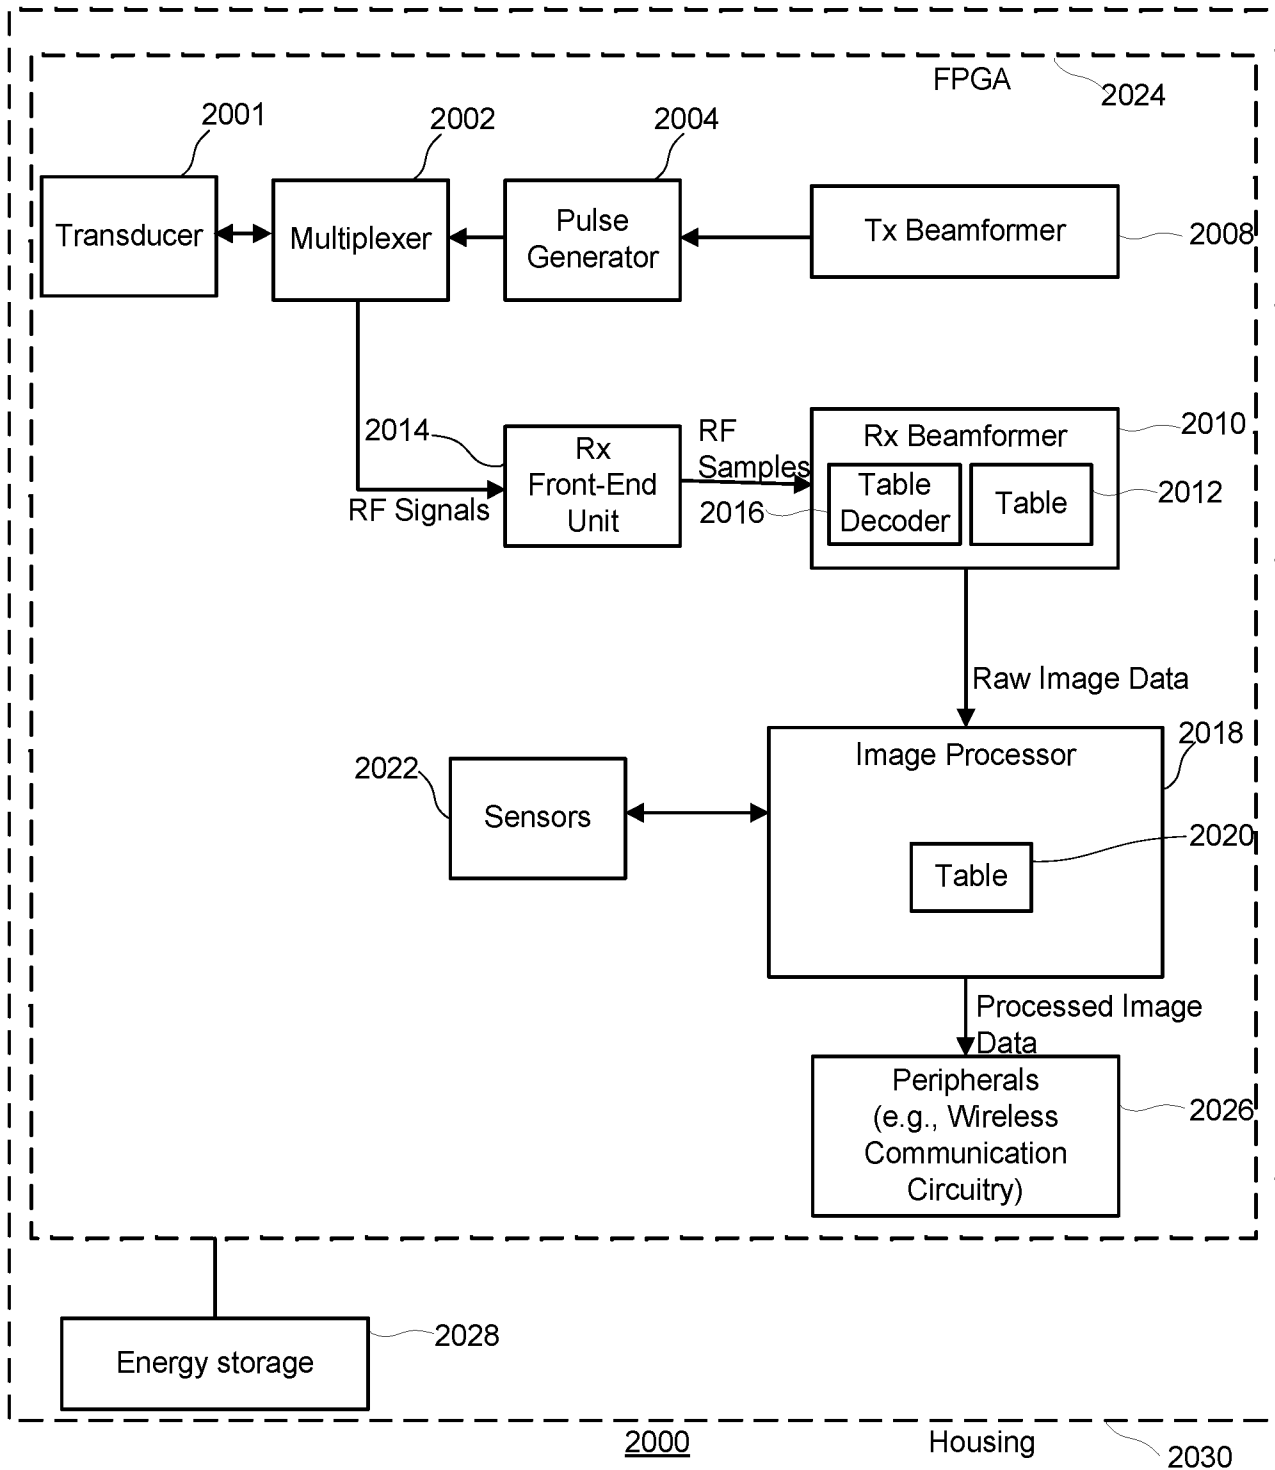 FPGA
2024
2001
2002
2004
Transducer
Multiplexer
Pulse
Generator
Tx Beamformer
2008
2014
Rx
Front-End
Unit
RF Signals
RF
Samples
2010
Rx Beamformer
Table
Decoder
2016
Table
2012
Raw Image Data
2018
Image Processor
2022
Sensors
2020
Table
Processed Image
Data
Peripherals
(e.g., Wireless
Communication
Circuitry)
2026
2028
Energy storage
2000
Housing
2030